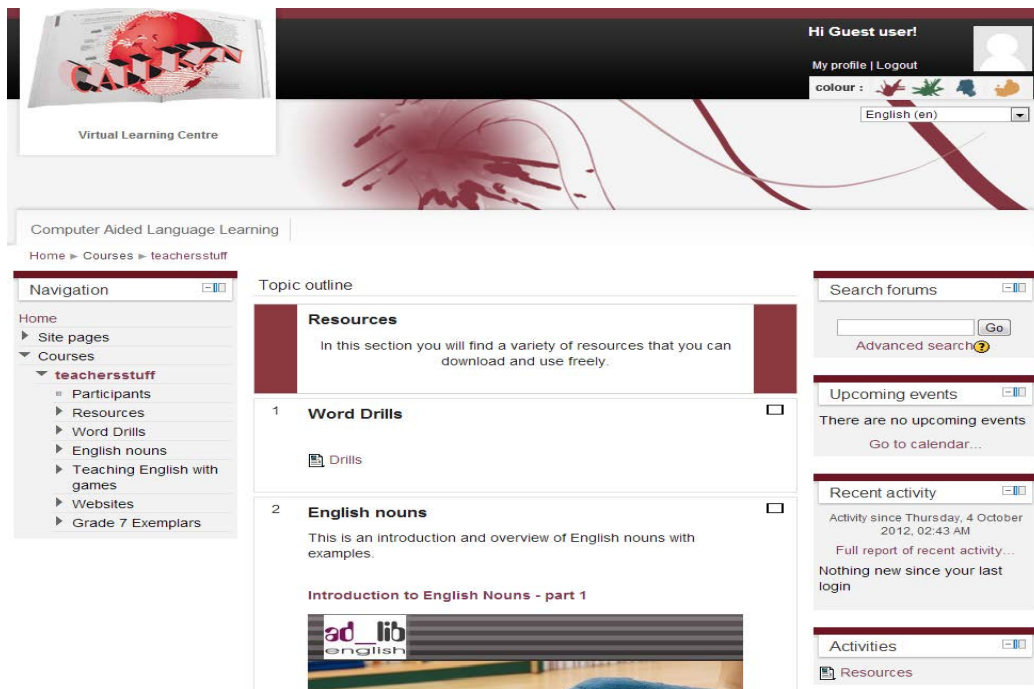 CALLKZN
Virtual Learning Centre
Hi Guest user!
My profile | Logout
colour :
English (en)
Computer Aided Language Learning
Home ► Courses ► teachersstuff
Navigation
Home
Site pages
Courses
teachersstuff
Participants
Resources
Word Drills
English nouns
Teaching English with
games
Websites
Grade 7 Exemplars
Topic outline
Resources
In this section you will find a variety of resources that you can
download and use freely.
1 Word Drills
Drills
2 English nouns
This is an introduction and overview of English nouns with
examples.
Introduction to English Nouns - part 1
ad_lib
english
Search forums
Go
Advanced search?
Upcoming events
There are no upcoming events
Go to calendar...
Recent activity
Activity since Thursday, 4 October
2012, 02:43 AM
Full report of recent activity...
Nothing new since your last
login
Activities
Resources